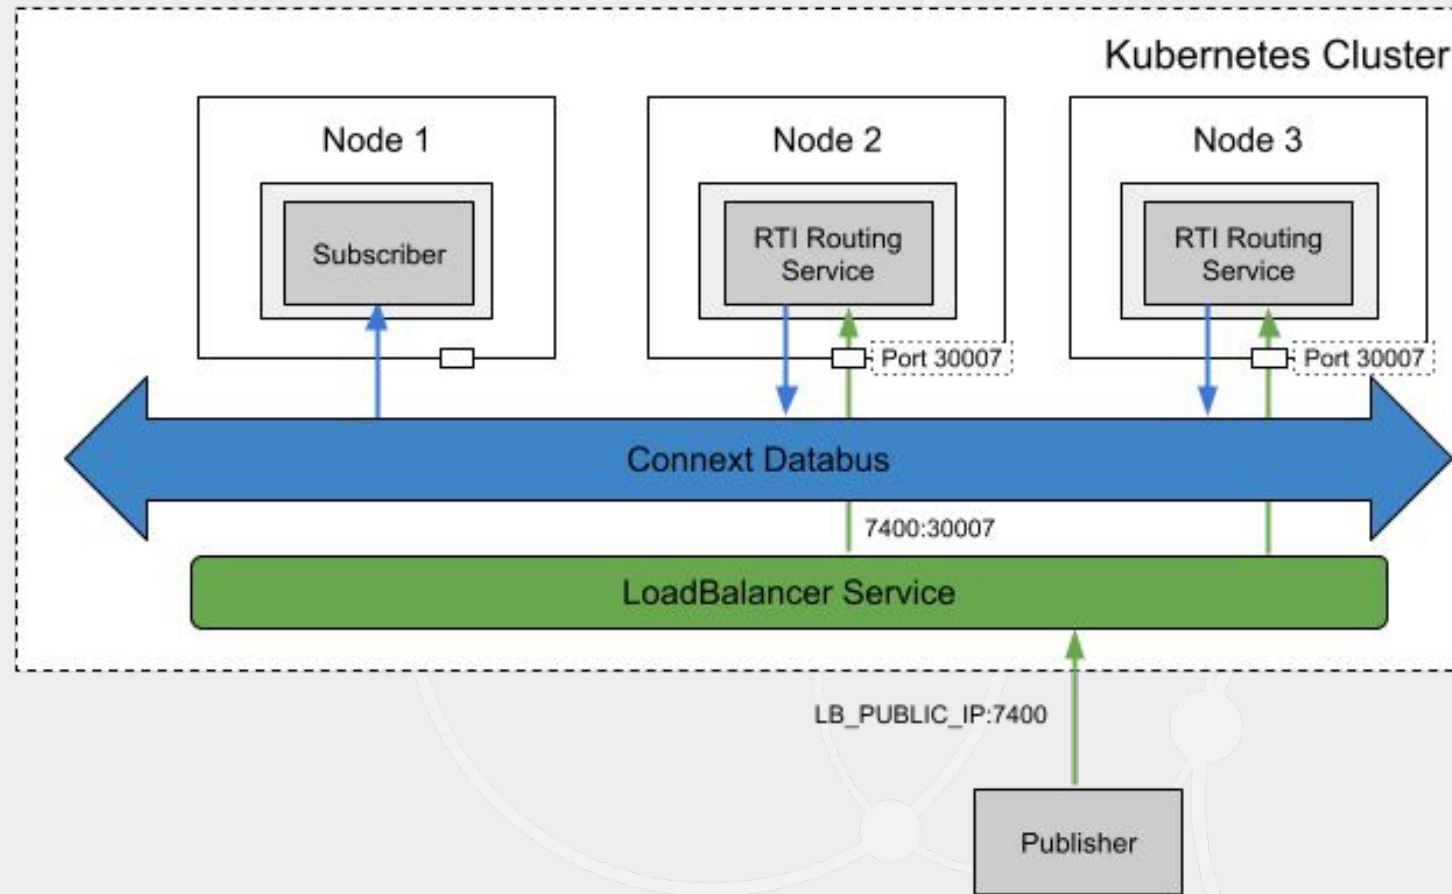 Kubernetes Cluster
Node 1
Node 2
Node 3
Subscriber
RTI Routing
Service
RTI Routing
Service
Port 30007
Port 30007
Connext Databus
7400:30007
LoadBalancer Service
LB_PUBLIC_IP:7400
Publisher